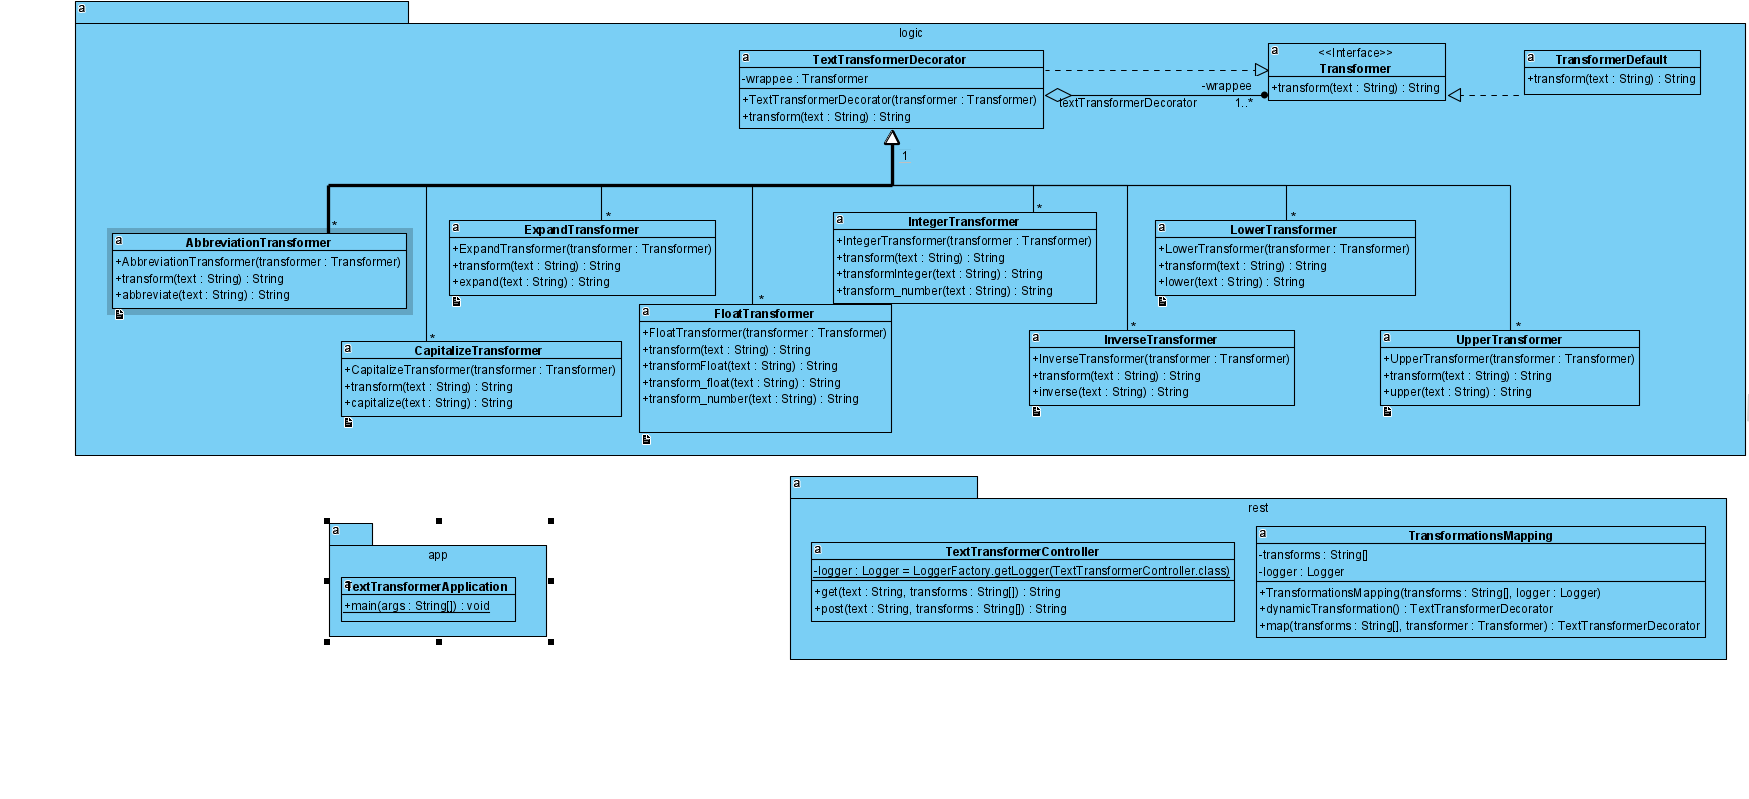 a
logic
a
TextTransformerDecorator
-wrappee : Transformer
+TextTransformerDecorator(transformer : Transformer)
+transform(text : String) : String
-wrappee
textTransformerDecorator
1..*
a
<<Interface>>
Transformer
+transform(text : String) : String
a
TransformerDefault
+transform(text : String) : String
1
*
a
AbbreviationTransformer
+AbbreviationTransformer(transformer : Transformer)
+transform(text : String) : String
+abbreviate(text : String) : String
*
a
CapitalizeTransformer
+CapitalizeTransformer(transformer : Transformer)
+transform(text : String) : String
+capitalize(text : String) : String
*
a
ExpandTransformer
+ExpandTransformer(transformer : Transformer)
+transform(text : String) : String
+expand(text : String) : String
*
a
FloatTransformer
+FloatTransformer(transformer : Transformer)
+transform(text : String) : String
+transformFloat(text : String) : String
+transform_float(text : String) : String
+transform_number(text : String) : String
*
a
IntegerTransformer
+IntegerTransformer(transformer : Transformer)
+transform(text : String) : String
+transformInteger(text : String) : String
+transform_number(text : String) : String
*
a
InverseTransformer
+InverseTransformer(transformer : Transformer)
+transform(text : String) : String
+inverse(text : String) : String
*
a
LowerTransformer
+LowerTransformer(transformer : Transformer)
+transform(text : String) : String
+lower(text : String) : String
*
a
UpperTransformer
+UpperTransformer(transformer : Transformer)
+transform(text : String) : String
+upper(text : String) : String
a
app
a
TextTransformerApplication
+main(args : String[]) : void
a
rest
a
TextTransformerController
-logger : Logger = LoggerFactory.getLogger(TextTransformerController.class)
+get(text : String, transforms : String[]) : String
+post(text : String, transforms : String[]) : String
a
TransformationsMapping
-transforms : String[]
-logger : Logger
+TransformationsMapping(transforms : String[], logger : Logger)
+dynamicTransformation() : TextTransformerDecorator
+map(transforms : String[], transformer : Transformer) : TextTransformerDecorator